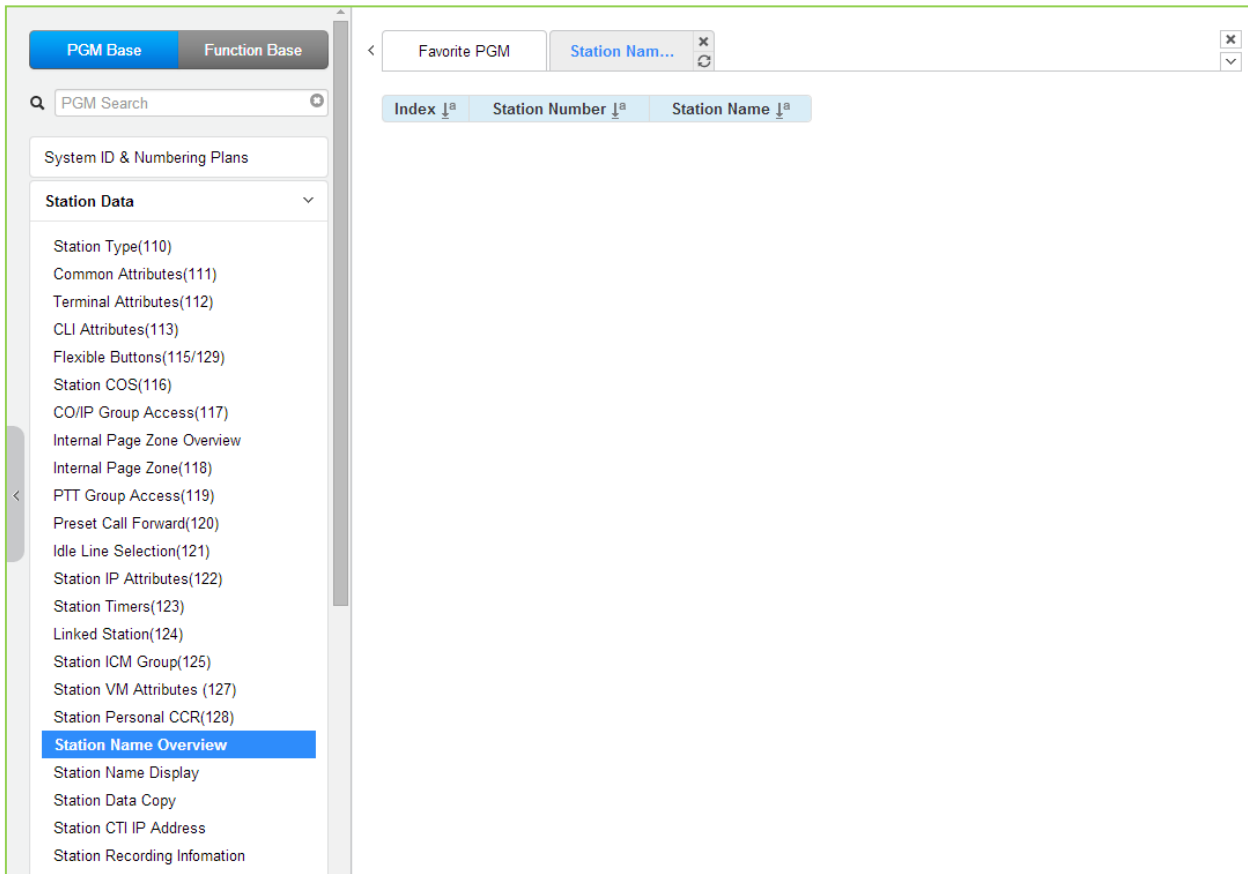 PGM Base Function Base
PGM Search
System ID & Numbering Plans
Station Data
Station Type(110)
Common Attributes(111)
Terminal Attributes(112)
CLI Attributes(113)
Flexible Buttons(115/129)
Station COS(116)
CO/IP Group Access(117)
Internal Page Zone Overview
Internal Page Zone(118)
PTT Group Access(119)
Preset Call Forward(120)
Idle Line Selection(121)
Station IP Attributes(122)
Station Timers(123)
Linked Station(124)
Station ICM Group(125)
Station VM Attributes (127)
Station Personal CCR(128)
Station Name Overview
Station Name Display
Station Data Copy
Station CTI IP Address
Station Recording Infomation
Favorite PGM Station Nam...
Index Station Number Station Name